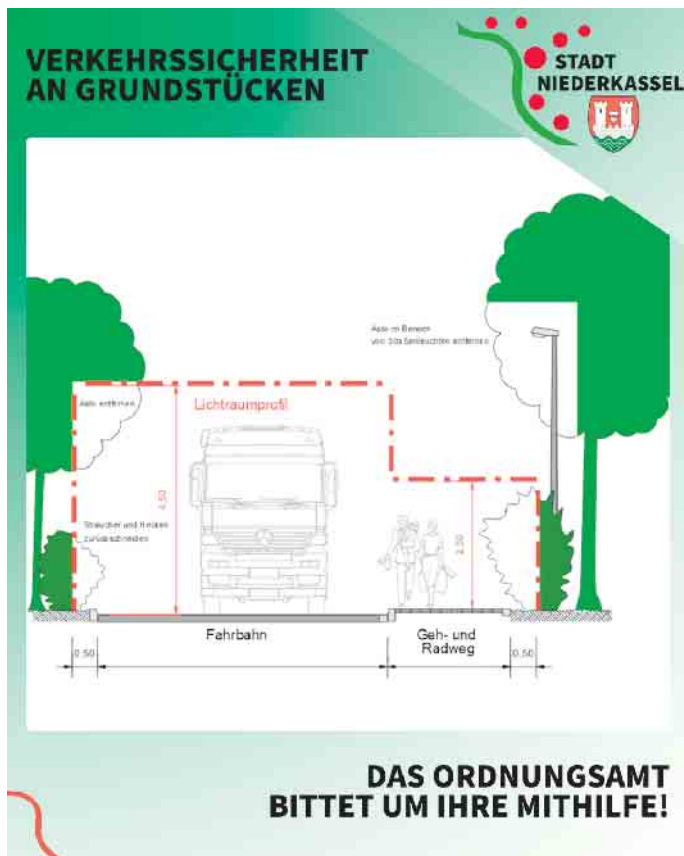 VERKEHRSSICHERHEIT
AN GRUNDSTÜCKEN
STADT
NIEDERKASSEL
Äste im Bereich
von Straßenleuchten entfernen
Äste entfernen
Lichtraumprofil
4,50
Sträucher und Hecken
zurückschneiden
2,50
Fahrbahn
Geh- und
Radweg
0,50
0,50
DAS ORDNUNGSAMT
BITTET UM IHRE MITHILFE!